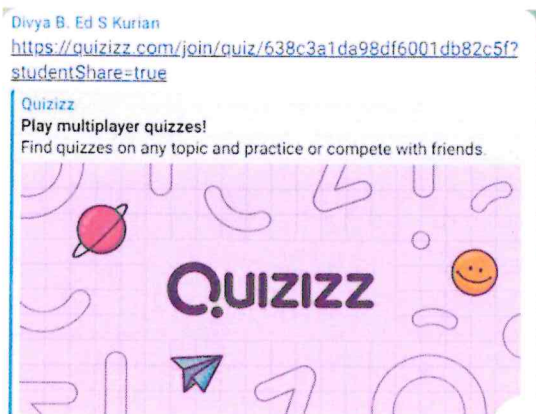 Divya B. Ed S Kurian
https://quizizz.com/join/quiz/638c3a1da98df6001db82c5f?
studentShare=true
Quizizz
Play multiplayer quizzes!
Find quizzes on any topic and practice or compete with friends.
QUIZIZZ